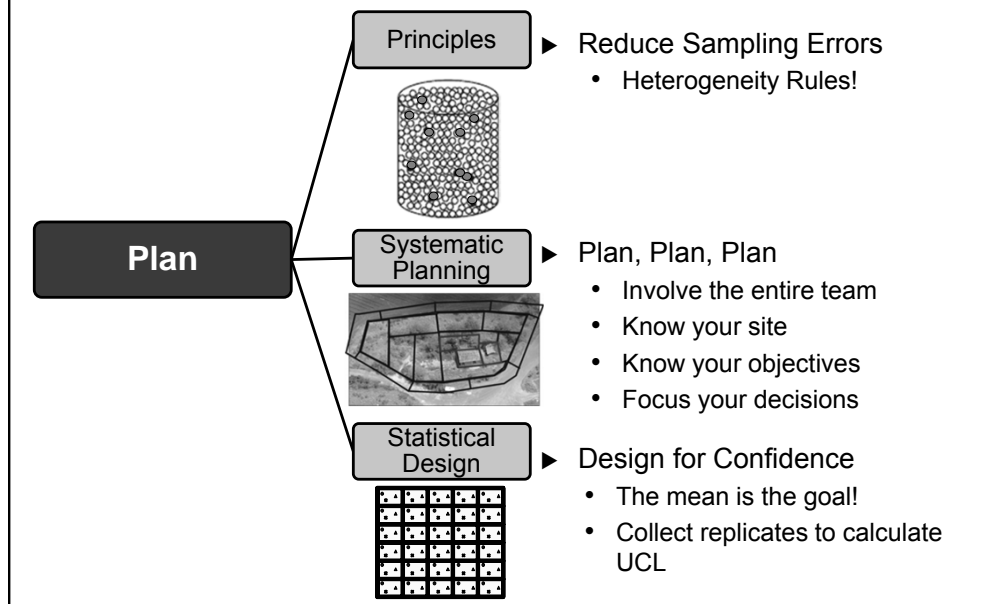 Plan
Principles
▶ Reduce Sampling Errors
• Heterogeneity Rules!
Systematic
Planning
▶ Plan, Plan, Plan
• Involve the entire team
• Know your site
• Know your objectives
• Focus your decisions
Statistical
Design
▶ Design for Confidence
• The mean is the goal!
• Collect replicates to calculate
UCL